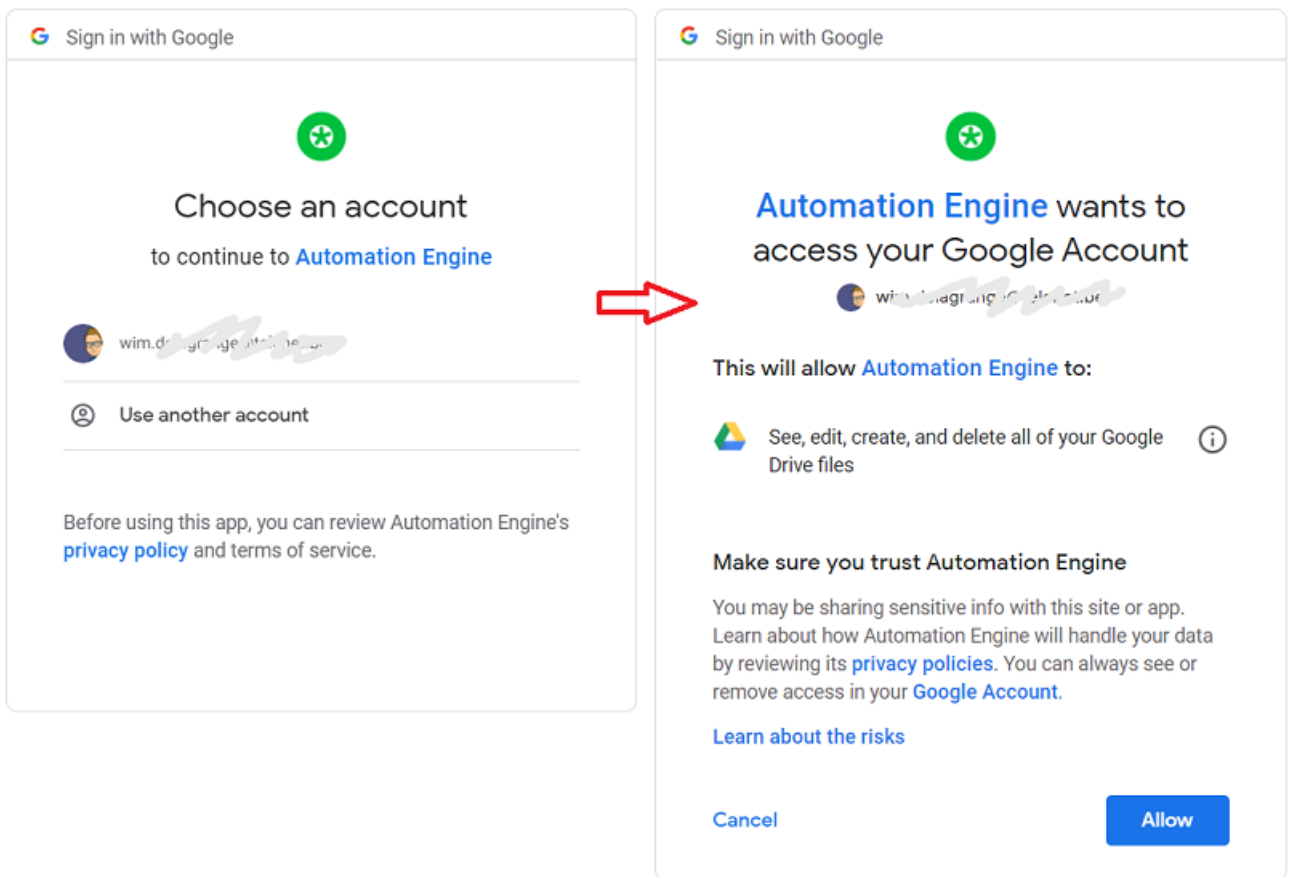 Sign in with Google
Choose an account
to continue to Automation Engine
Use another account
Before using this app, you can review Automation Engine's
privacy policy and terms of service.
Sign in with Google
Automation Engine wants to
access your Google Account
This will allow Automation Engine to:
See, edit, create, and delete all of your Google
Drive files
Make sure you trust Automation Engine
You may be sharing sensitive info with this site or app.
Learn about how Automation Engine will handle your data
by reviewing its privacy policies. You can always see or
remove access in your Google Account.
Learn about the risks
Cancel
Allow